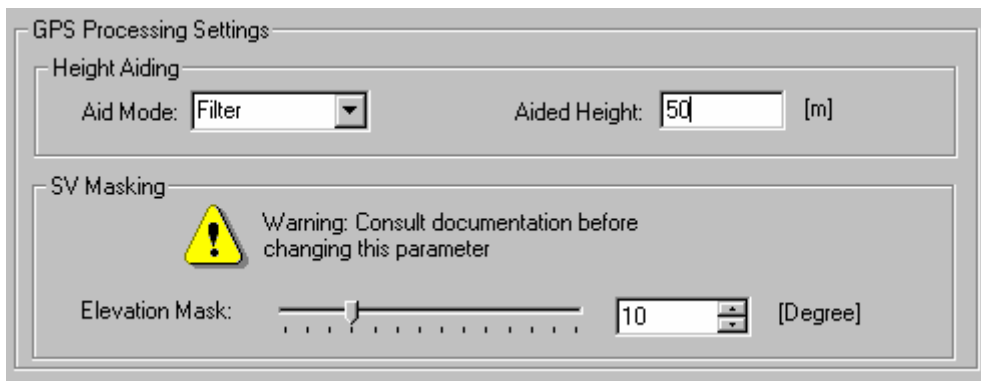 GPS Processing Settings
Height Aiding
Aid Mode: Filter Aided Height: 50 [m]
SV Masking
Warning: Consult documentation before
changing this parameter
Elevation Mask: 10 [Degree]